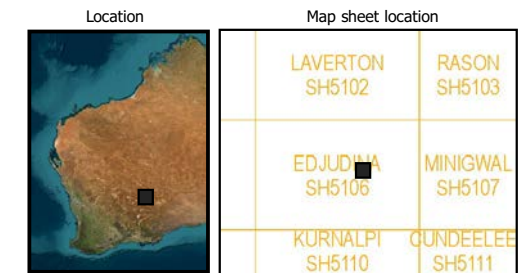 Location
Map sheet location
LAVERTON
SH5102
RASON
SH5103
EDJUDINA
SH5106
MINIGWAL
SH5107
KURNALPI
SH5110
CUNDEELEE
SH5111